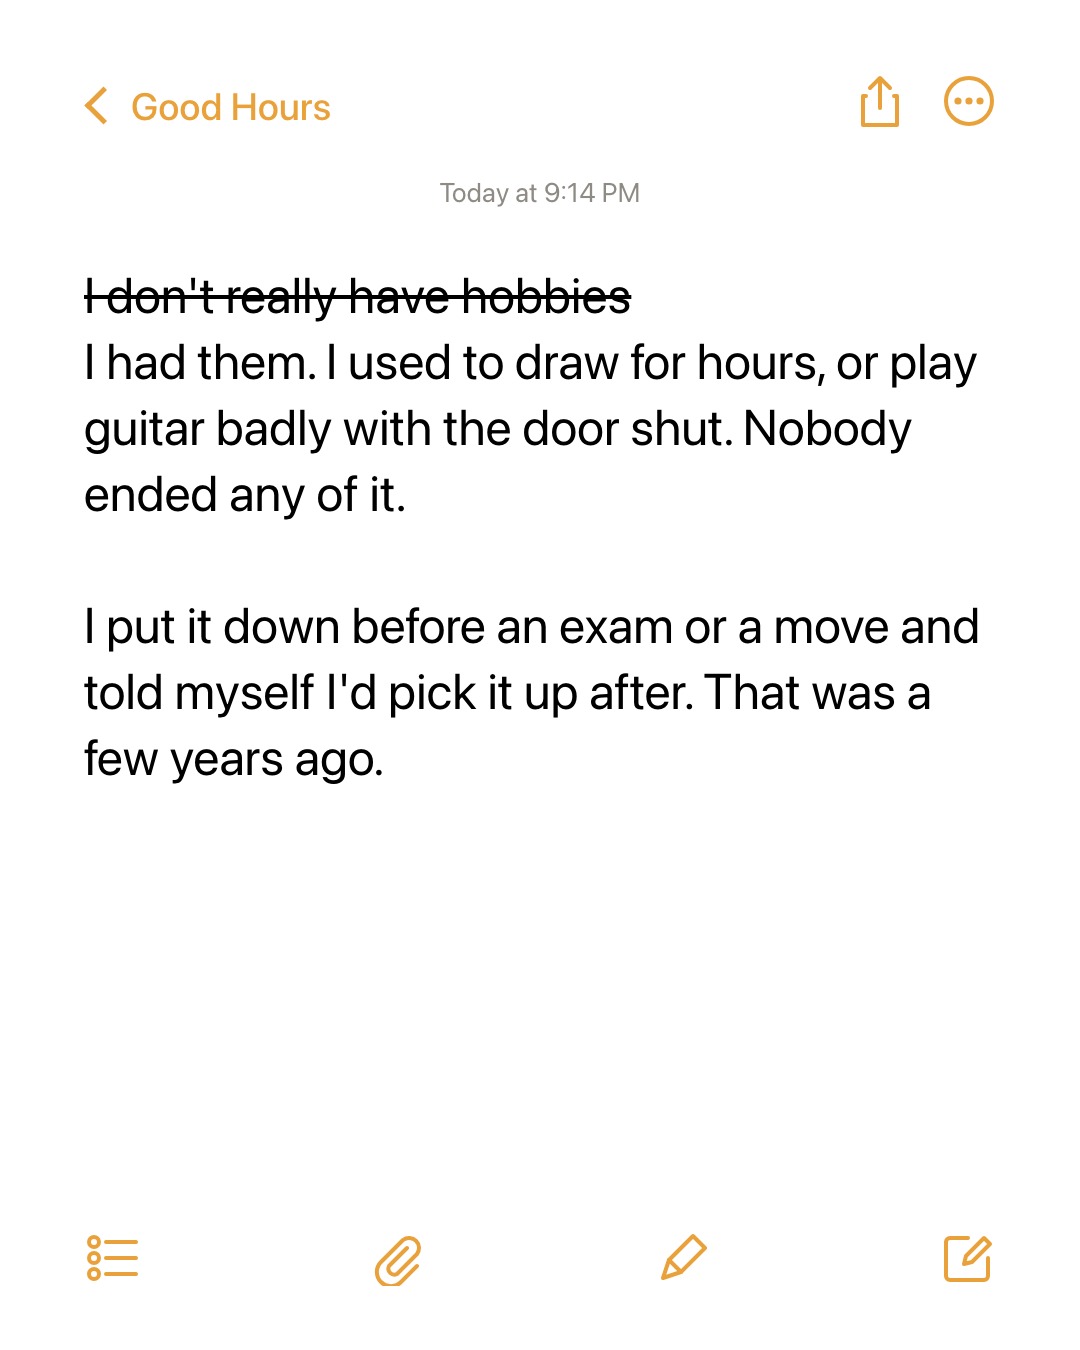 Good Hours
Today at 9:14 PM
I don't really have hobbies
I had them. I used to draw for hours, or play
guitar badly with the door shut. Nobody
ended any of it.
I put it down before an exam or a move and
told myself I'd pick it up after. That was a
few years ago.